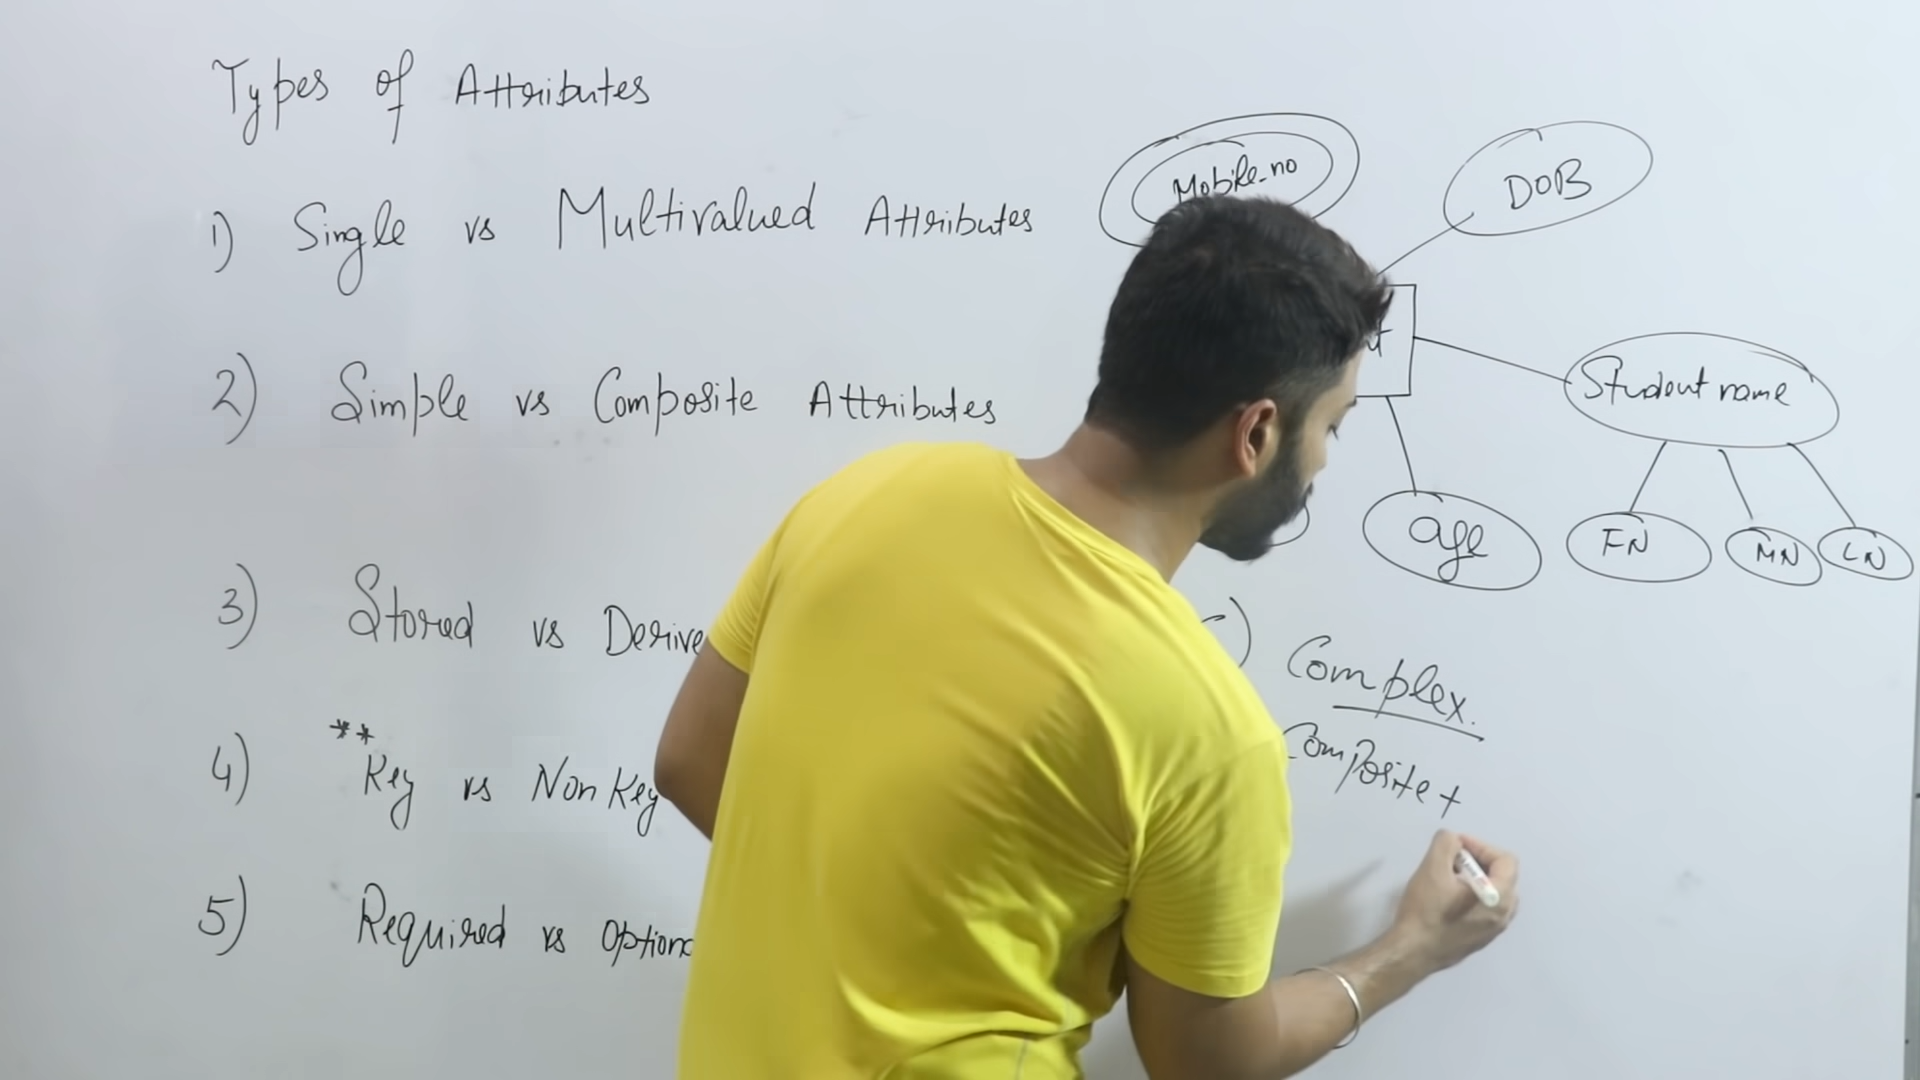 Types of Attributes
1) Single vs Multivalued Attributes
2) Simple vs Composite Attributes
3) Stored vs Derive
4) ** Key vs Non Key
5) Required vs Option
Mobile_no
DOB
Student name
age
FN
MN
LN
Complex.
Composite +